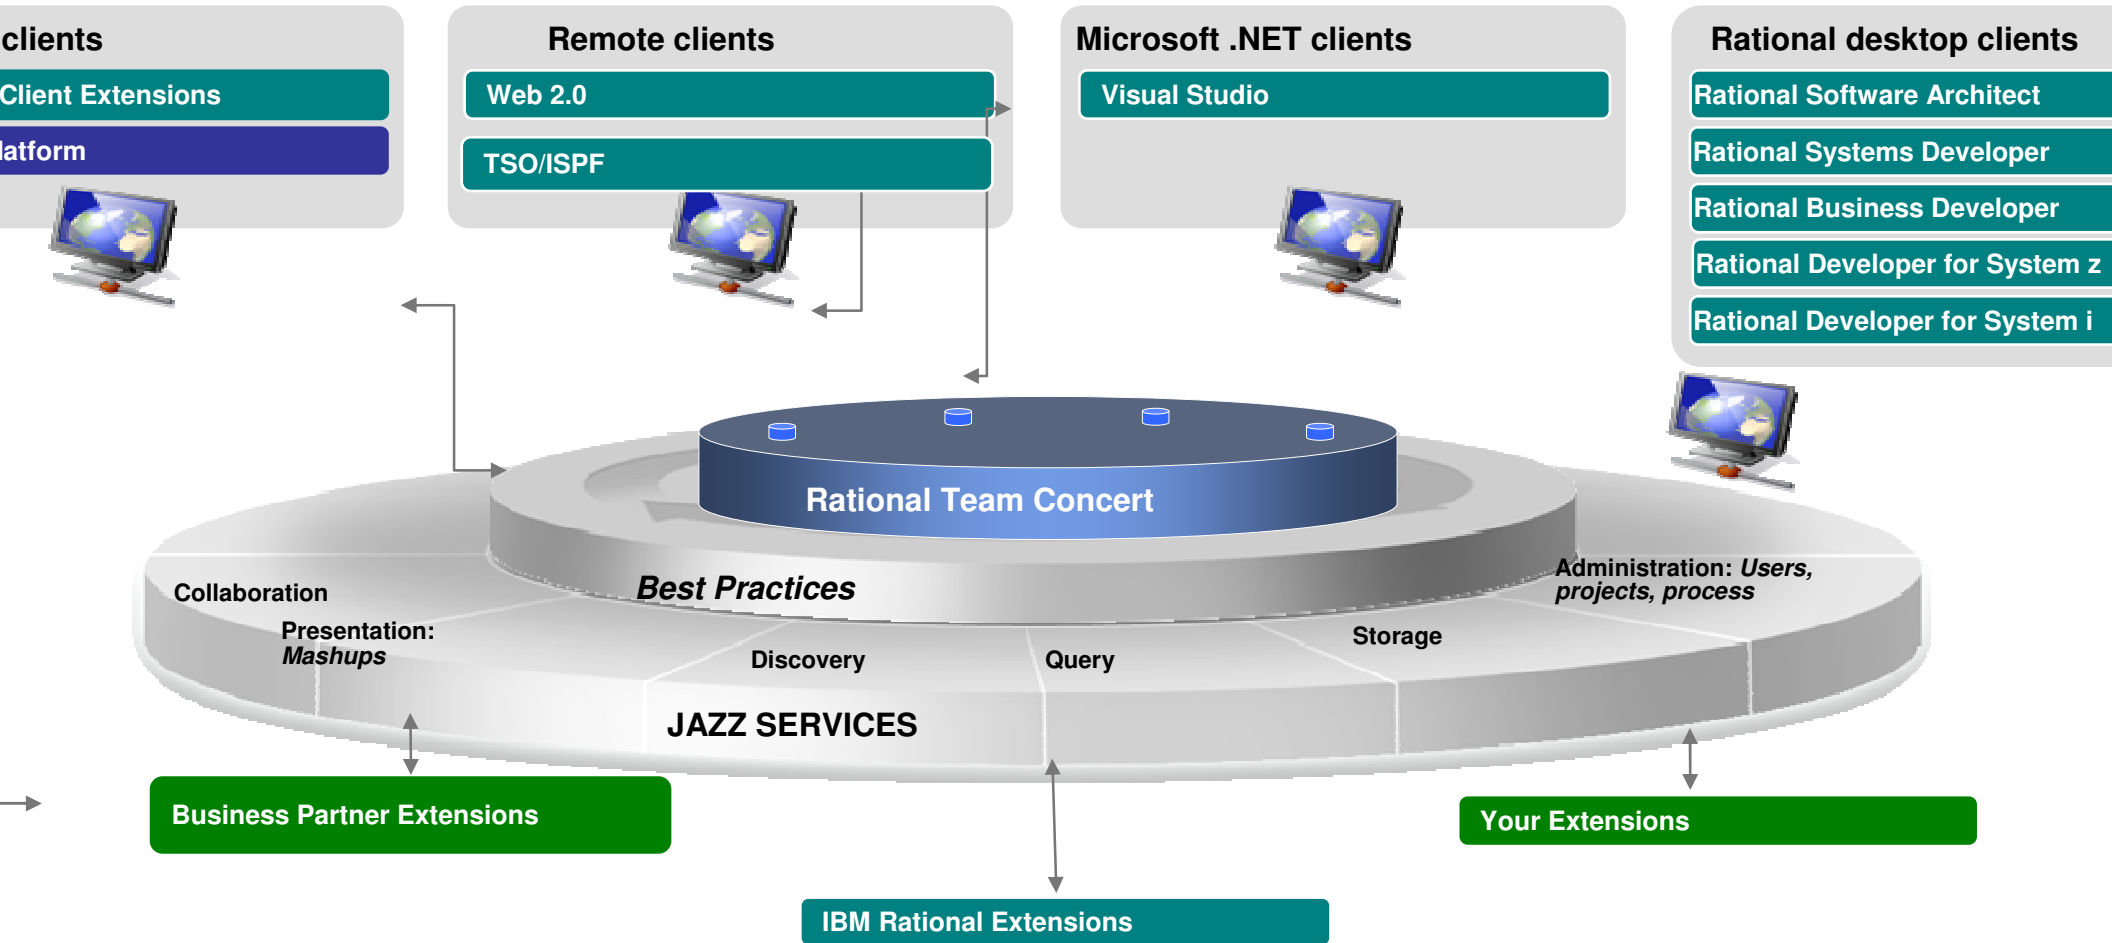 clients
Client Extensions
latform
Remote clients
Web 2.0
TSO/ISPF
Microsoft .NET clients
Visual Studio
Rational desktop clients
Rational Software Architect
Rational Systems Developer
Rational Business Developer
Rational Developer for System z
Rational Developer for System i
Rational Team Concert
Best Practices
Collaboration
Presentation:
Mashups
Discovery
Query
Storage
Administration: Users,
projects, process
JAZZ SERVICES
Business Partner Extensions
IBM Rational Extensions
Your Extensions